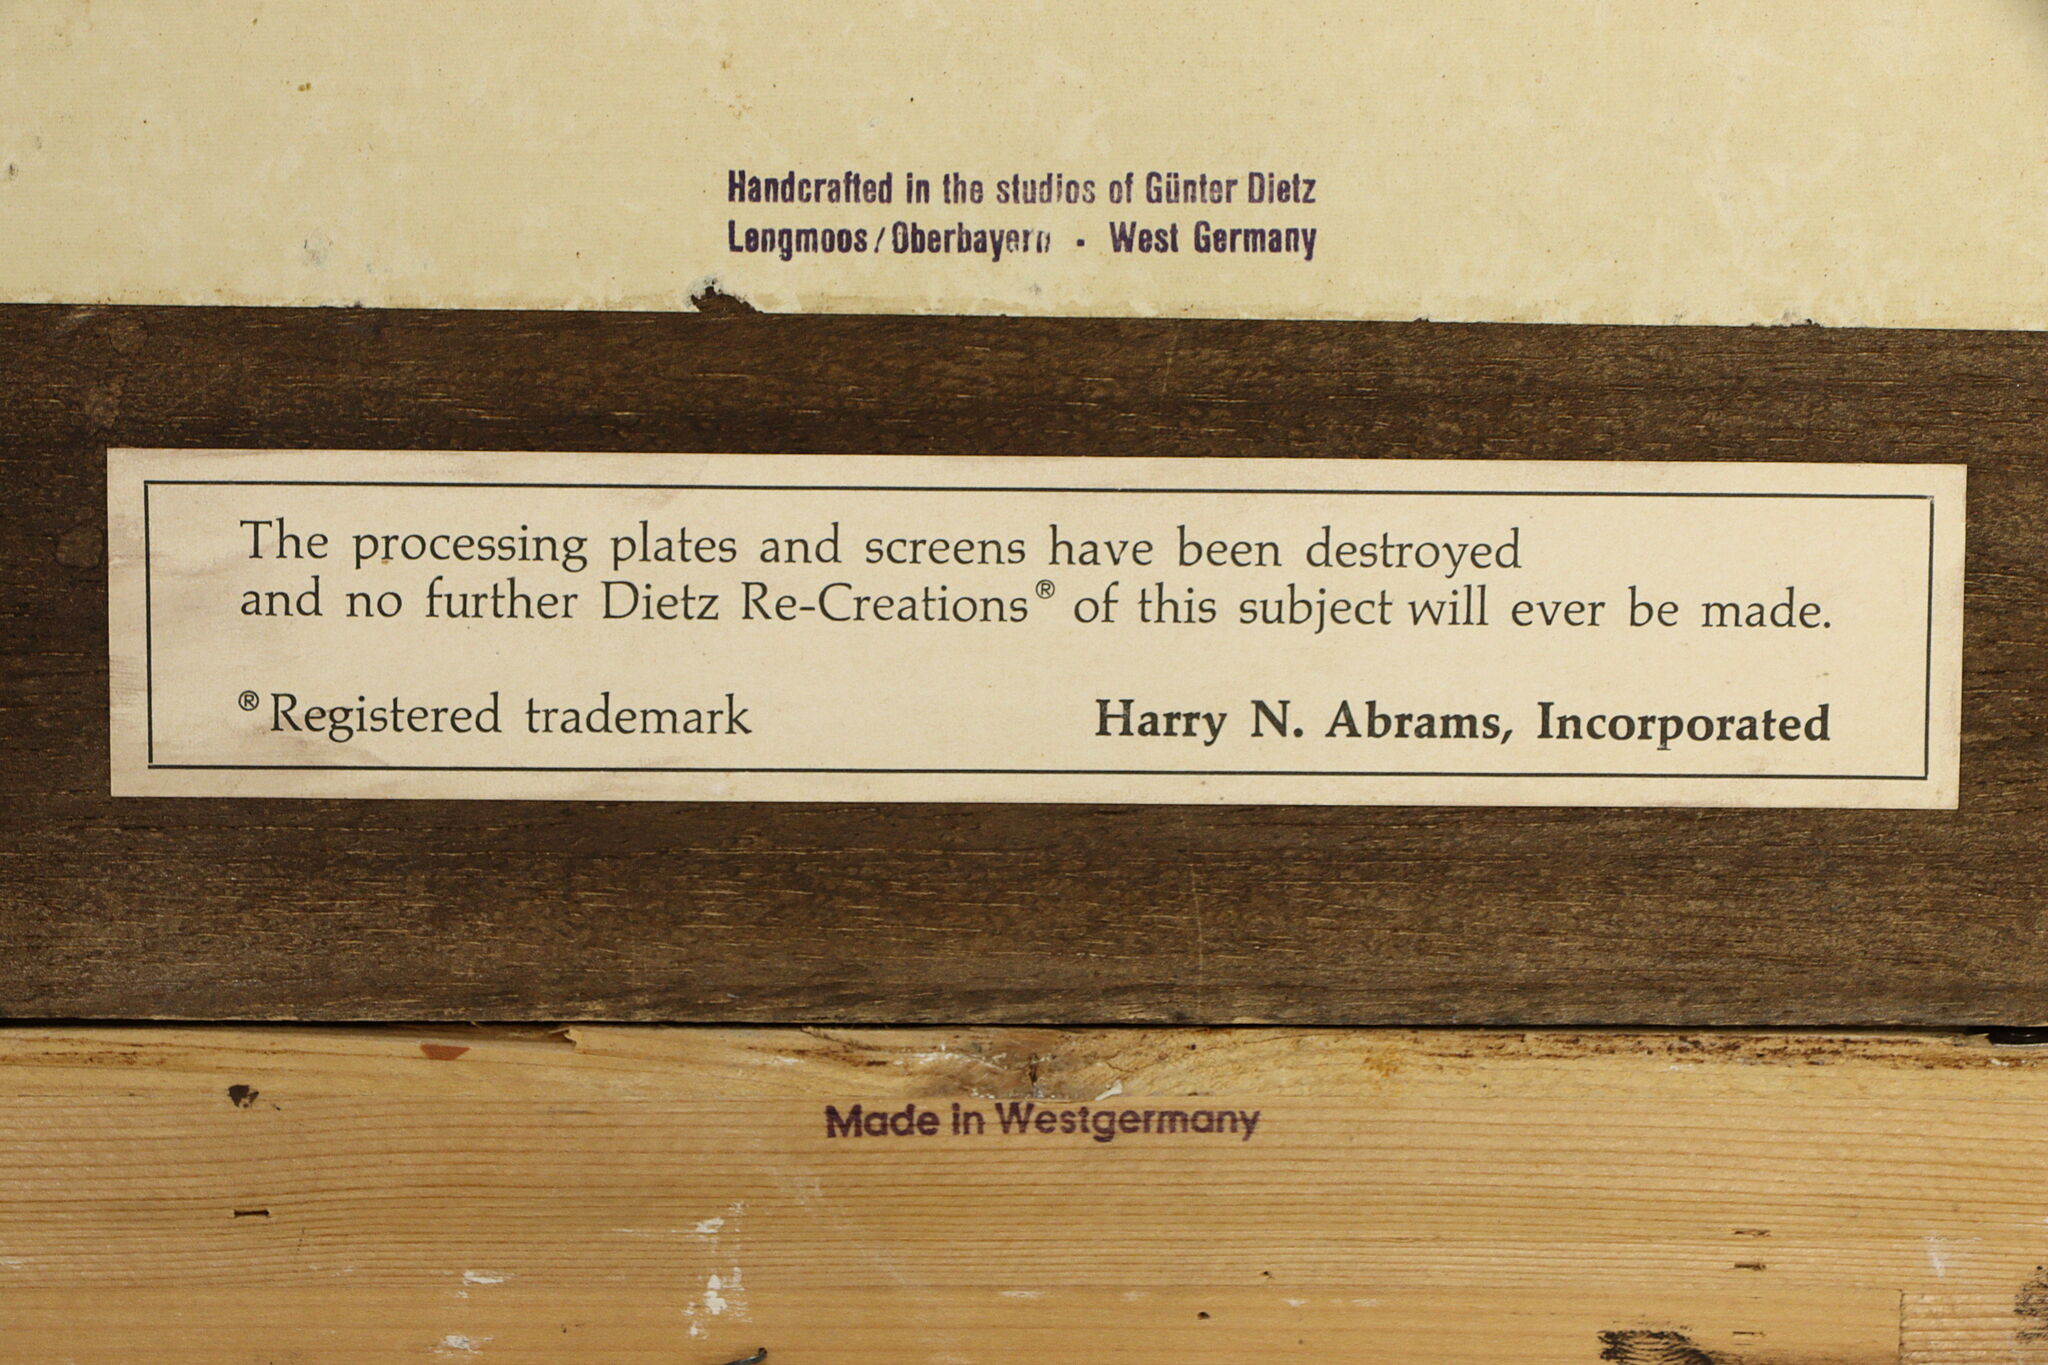 Handcrafted in the studios of Günter Dietz
Lengmoos/Oberbayern · West Germany
The processing plates and screens have been destroyed
and no further Dietz Re-Creations® of this subject will ever be made.
® Registered trademark
Harry N. Abrams, Incorporated
Made in Westgermany